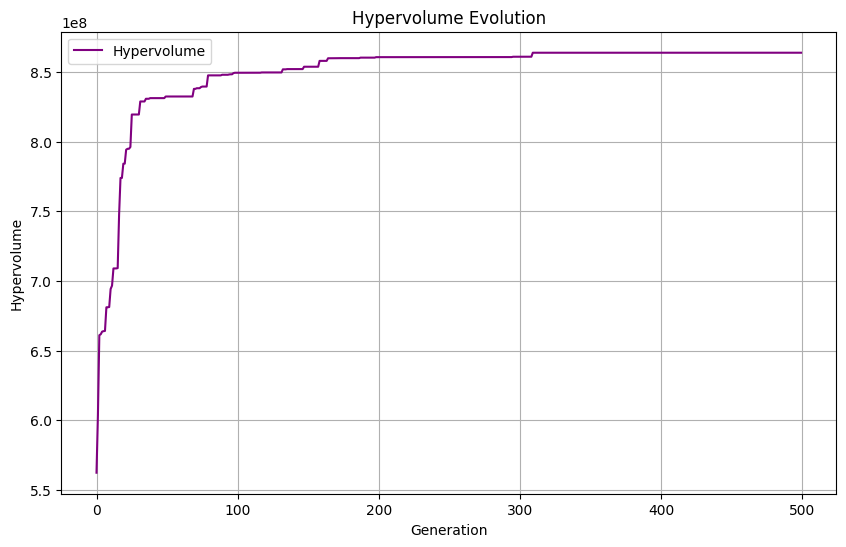 Hypervolume Evolution
1e8
Hypervolume
8.5
8.0
7.5
7.0
6.5
6.0
5.5
Hypervolume
0 100 200 300 400 500
Generation